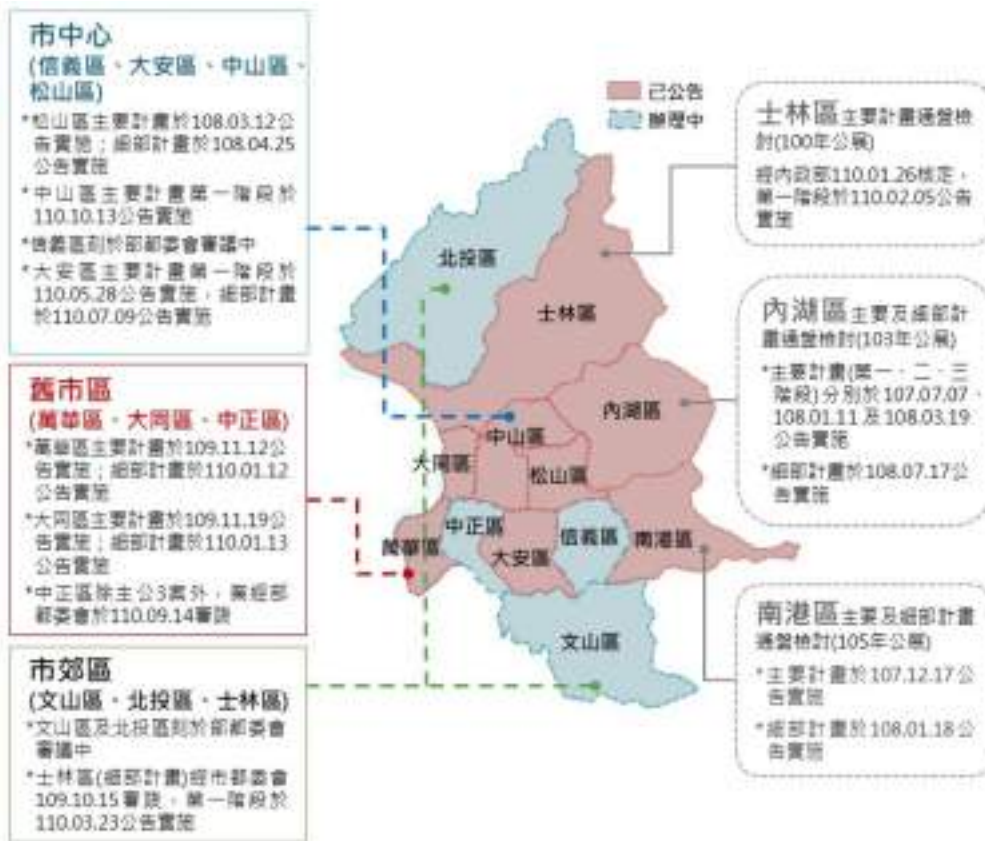 市中心
(信義區、大安區、中山區、
松山區)
*松山區主要計畫於108.03.12公
告實施；細部計畫於108.04.25
公告實施
*中山區主要計畫第一階段於
110.10.13公告實施
*信義區刻於部都委會審議中
*大安區主要計畫第一階段於
110.05.28公告實施，細部計畫
於110.07.09公告實施
舊市區
(萬華區、大同區、中正區)
*萬華區主要計畫於109.11.12公
告實施；細部計畫於110.01.12
公告實施
*大同區主要計畫於109.11.19公
告實施；細部計畫於110.01.13
公告實施
*中正區除主公3案外，業經部
都委會於110.09.14審竣
市郊區
(文山區、北投區、士林區)
*文山區及北投區刻於部都委會
審議中
*士林區(細部計畫)經市都委會
109.10.15審竣，第一階段於
110.03.23公告實施
已公告
辦理中
北投區
士林區
內湖區
中山區
大同區
松山區
中正區
信義區
南港區
萬華區
大安區
文山區
士林區主要計畫通盤檢
討(100年公展)
經內政部110.01.26核定，
第一階段於110.02.05公告
實施
內湖區主要及細部計
畫通盤檢討(103年公展)
*主要計畫(第一、二、三
階段)分別於107.07.07、
108.01.11及108.03.19
公告實施
*細部計畫於108.07.17公
告實施
南港區主要及細部計畫
通盤檢討(105年公展)
*主要計畫於107.12.17公
告實施
*細部計畫於108.01.18公
告實施